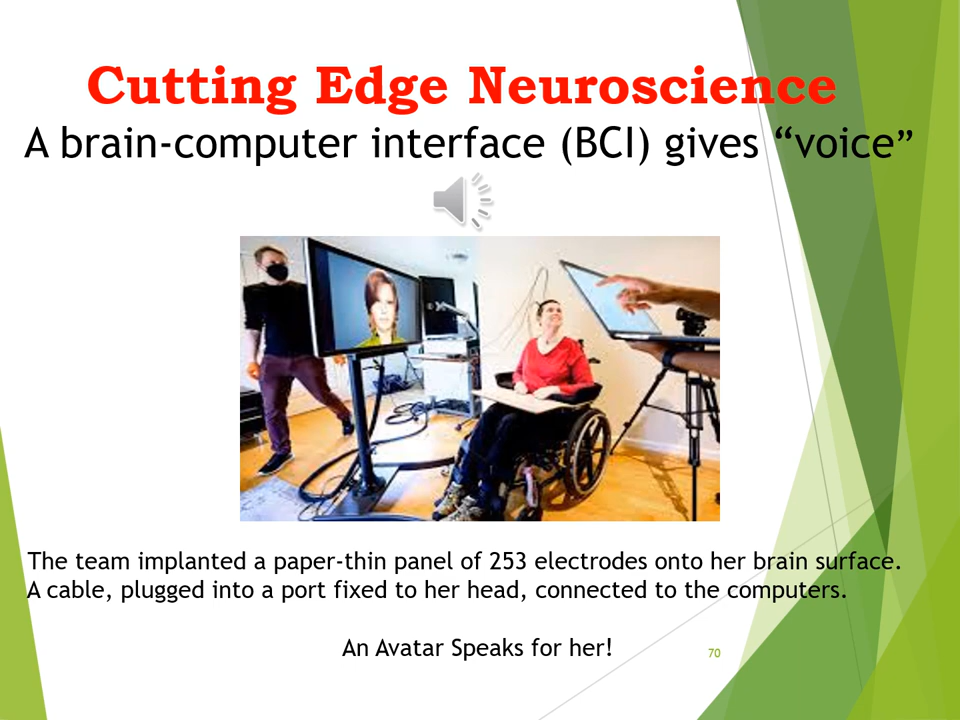 Cutting Edge Neuroscience
A brain-computer interface (BCI) gives “voice”
The team implanted a paper-thin panel of 253 electrodes onto her brain surface.
A cable, plugged into a port fixed to her head, connected to the computers.
An Avatar Speaks for her!
70